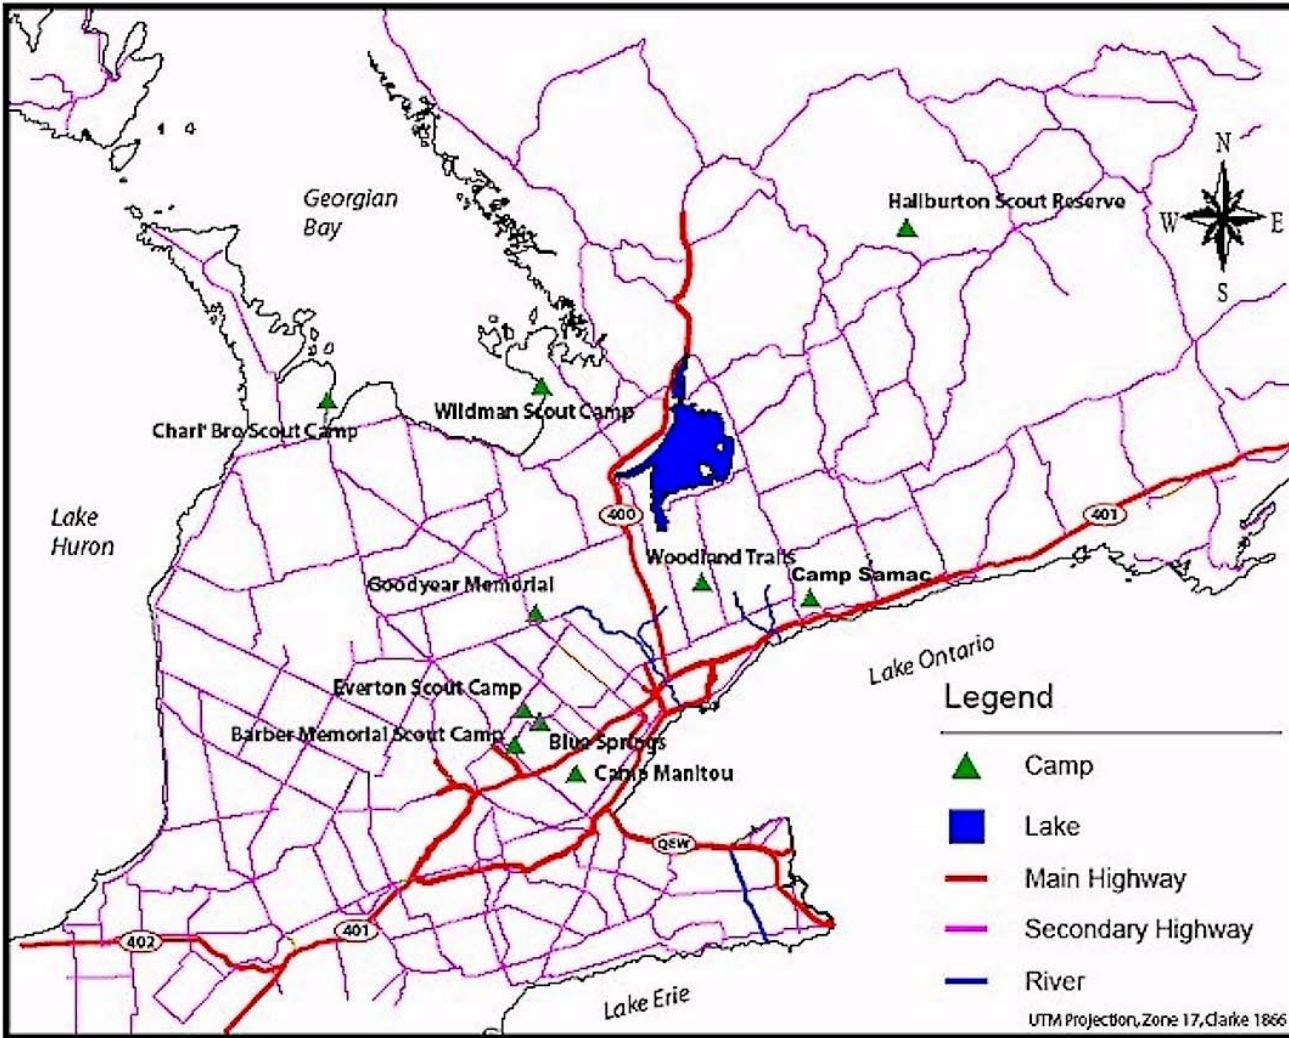 N
Haliburton Scout Reserve
Georgian
Bay
W
E
S
Wildman Scout Camp
Charl' Bro Scout Camp
Lake
Huron
400
401
Woodland Trails
Camp Samac
Goodyear Memorial
Lake Ontario
Everton Scout Camp
Legend
Barber Memorial Scout Camp
Blue Springs
Camp Manitou
Camp
Lake
QEW
Main Highway
Secondary Highway
401
402
River
Lake Erie
UTM Projection, Zone 17, Clarke 1866